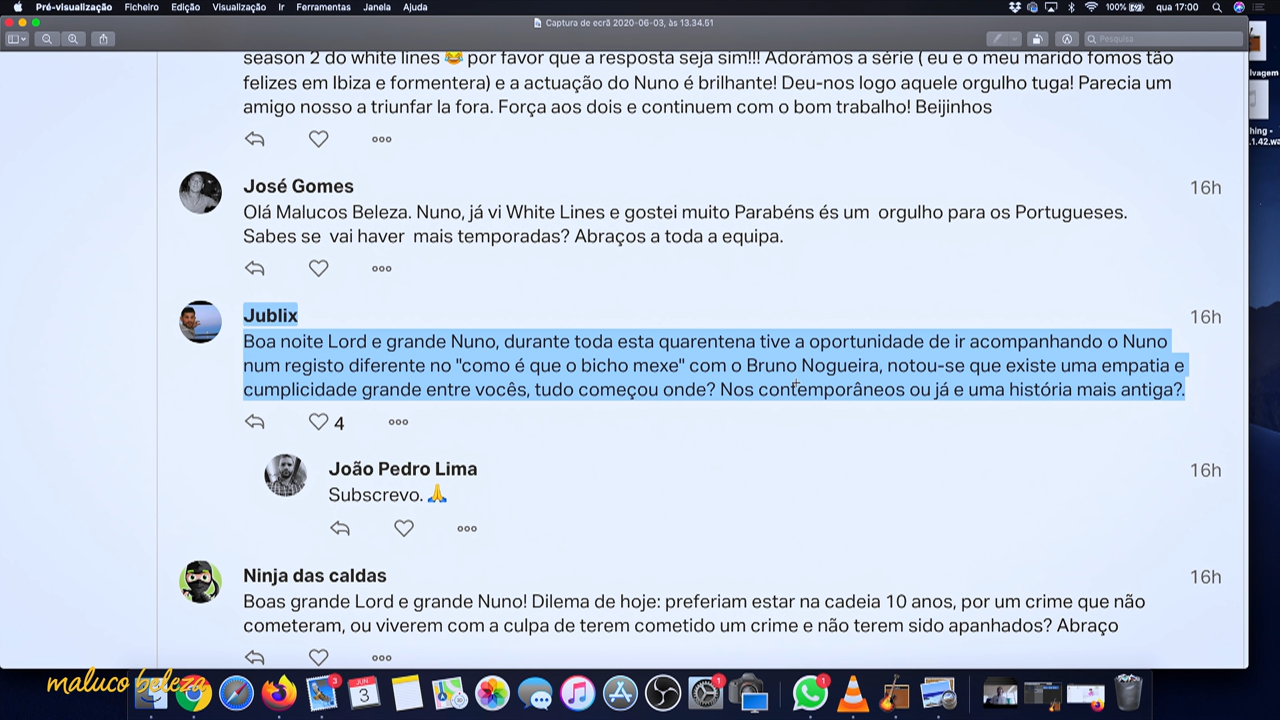 Pré-visualização Ficheiro Edição Visualização Ir Ferramentas Janela Ajuda 100% qua 17:00
Captura de ecrã 2020-06-03, às 13.34.51
Pesquisa
season 2 do white lines 😂 por favor que a resposta seja sim!!! Adorámos a série ( eu e o meu marido fomos tão
felizes em Ibiza e formentera) e a actuação do Nuno é brilhante! Deu-nos logo aquele orgulho tuga! Parecia um
amigo nosso a triunfar la fora. Força aos dois e continuem com o bom trabalho! Beijinhos
José Gomes 16h
Olá Malucos Beleza. Nuno, já vi White Lines e gostei muito Parabéns és um orgulho para os Portugueses.
Sabes se vai haver mais temporadas? Abraços a toda a equipa.
Jublix 16h
Boa noite Lord e grande Nuno, durante toda esta quarentena tive a oportunidade de ir acompanhando o Nuno
num registo diferente no "como é que o bicho mexe" com o Bruno Nogueira, notou-se que existe uma empatia e
cumplicidade grande entre vocês, tudo começou onde? Nos contemporâneos ou já e uma história mais antiga?.
4
João Pedro Lima 16h
Subscrevo. 🙏
Ninja das caldas 16h
Boas grande Lord e grande Nuno! Dilema de hoje: preferiam estar na cadeia 10 anos, por um crime que não
cometeram, ou viverem com a culpa de terem cometido um crime e não terem sido apanhados? Abraço
maluco beleza
3
JUN
3
1
1